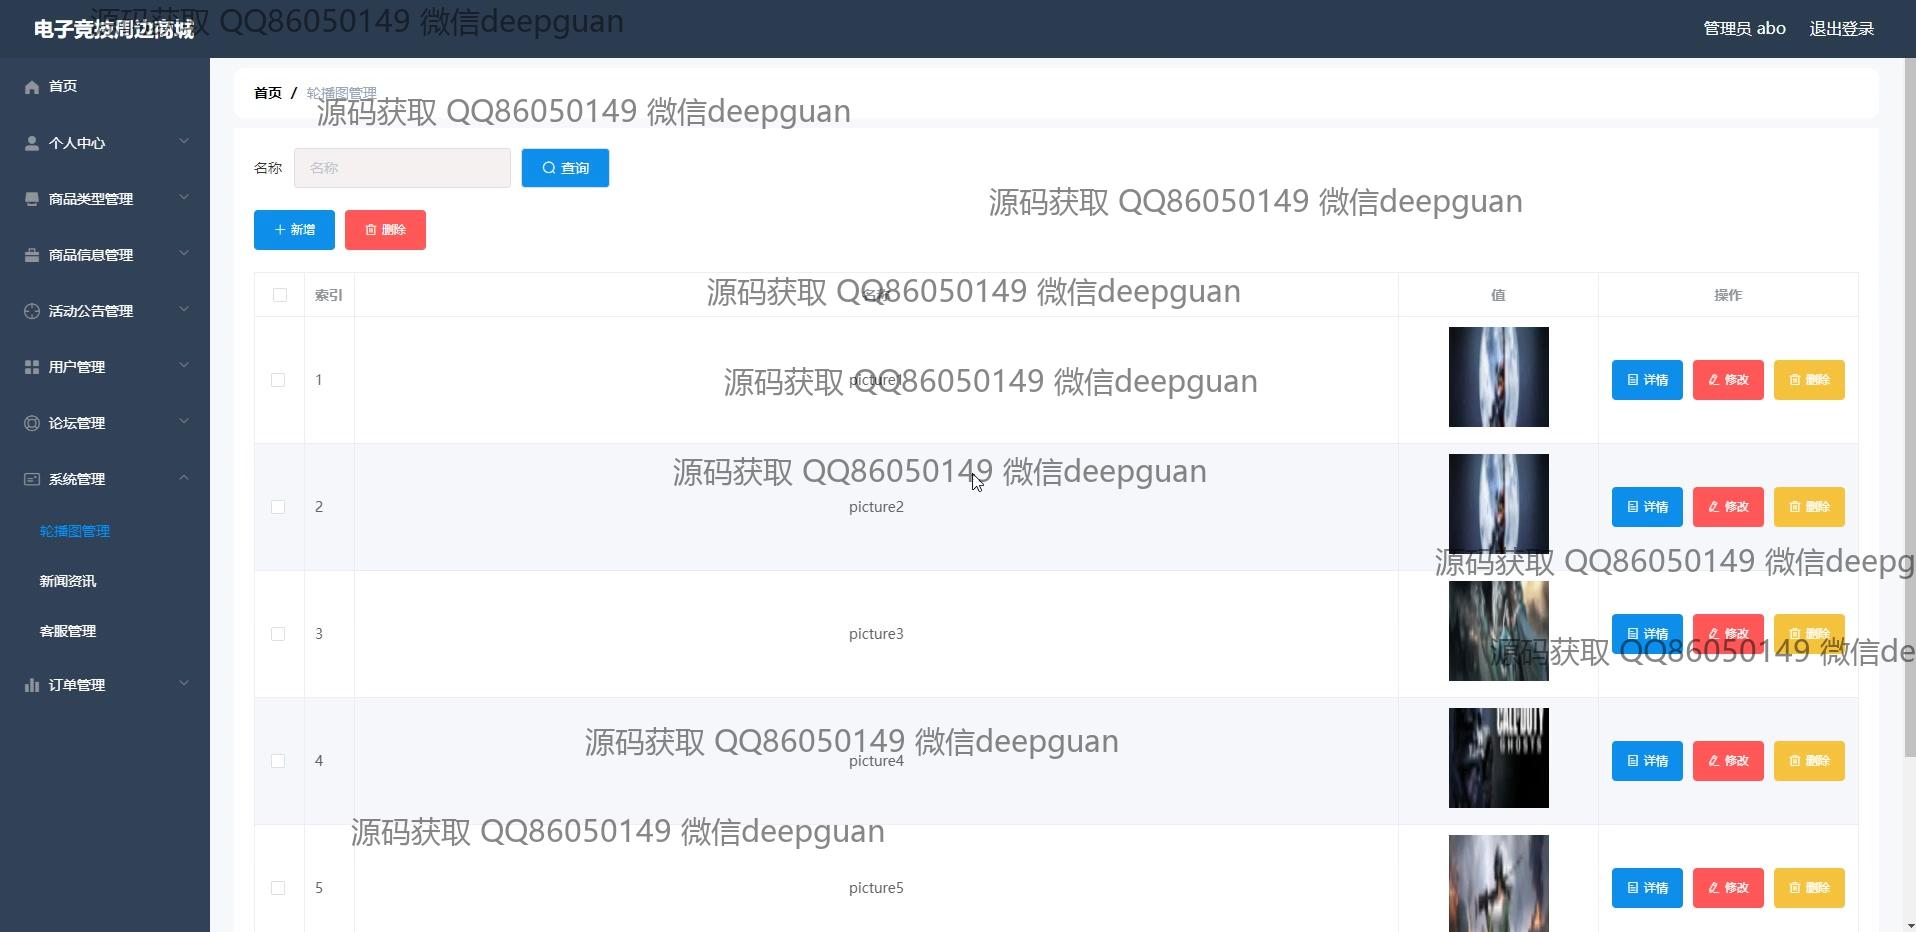 电子竞技周边商城
源码获取 QQ86050149 微信deepguan
管理员 abo
退出登录
首页
个人中心
商品类型管理
商品信息管理
活动公告管理
用户管理
论坛管理
系统管理
轮播图管理
新闻资讯
客服管理
订单管理
首页 / 轮播图管理
源码获取 QQ86050149 微信deepguan
名称 名称 查询
源码获取 QQ86050149 微信deepguan
新增 删除
索引 名称 值 操作
源码获取 QQ86050149 微信deepguan
1 picture1 详情 修改 删除
源码获取 QQ86050149 微信deepguan
源码获取 QQ86050149 微信deepguan
2 picture2 详情 修改 删除
源码获取 QQ86050149 微信deepg
3 picture3 详情 修改 删除
源码获取 QQ86050149 微信de
源码获取 QQ86050149 微信deepguan
4 picture4 详情 修改 删除
源码获取 QQ86050149 微信deepguan
5 picture5 详情 修改 删除